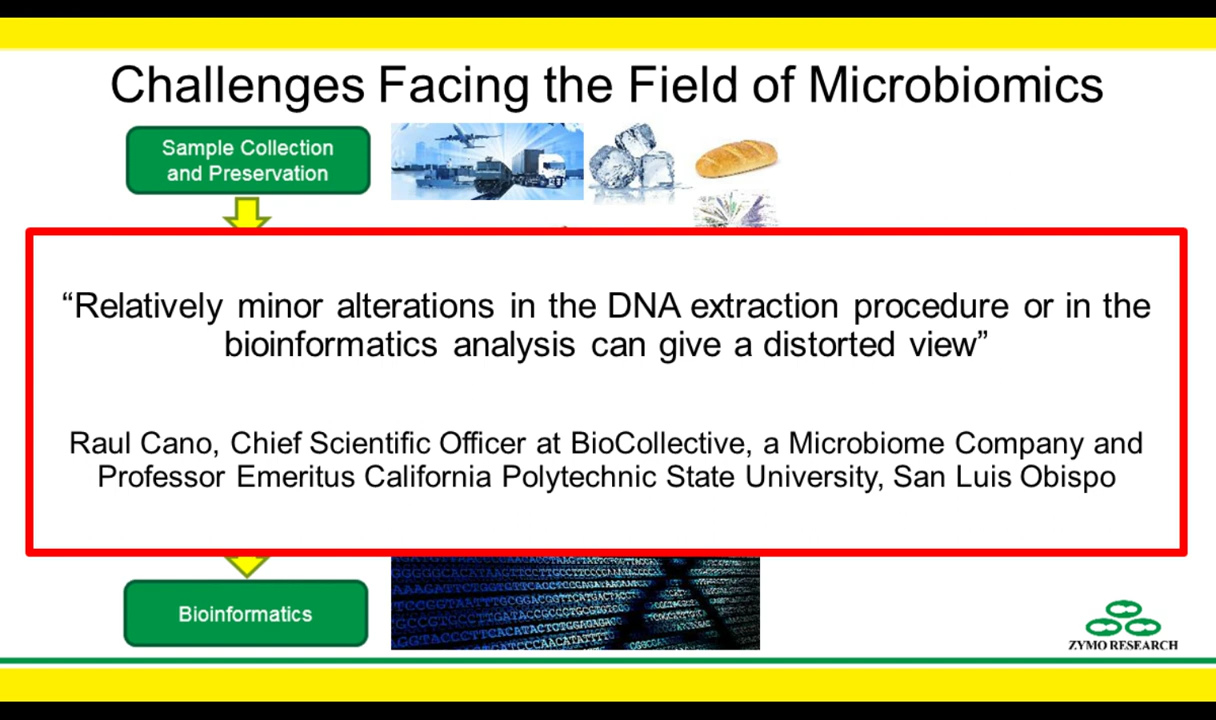 Challenges Facing the Field of Microbiomics
Sample Collection
and Preservation
“Relatively minor alterations in the DNA extraction procedure or in the
bioinformatics analysis can give a distorted view”
Raul Cano, Chief Scientific Officer at BioCollective, a Microbiome Company and
Professor Emeritus California Polytechnic State University, San Luis Obispo
Bioinformatics
ZYMO RESEARCH